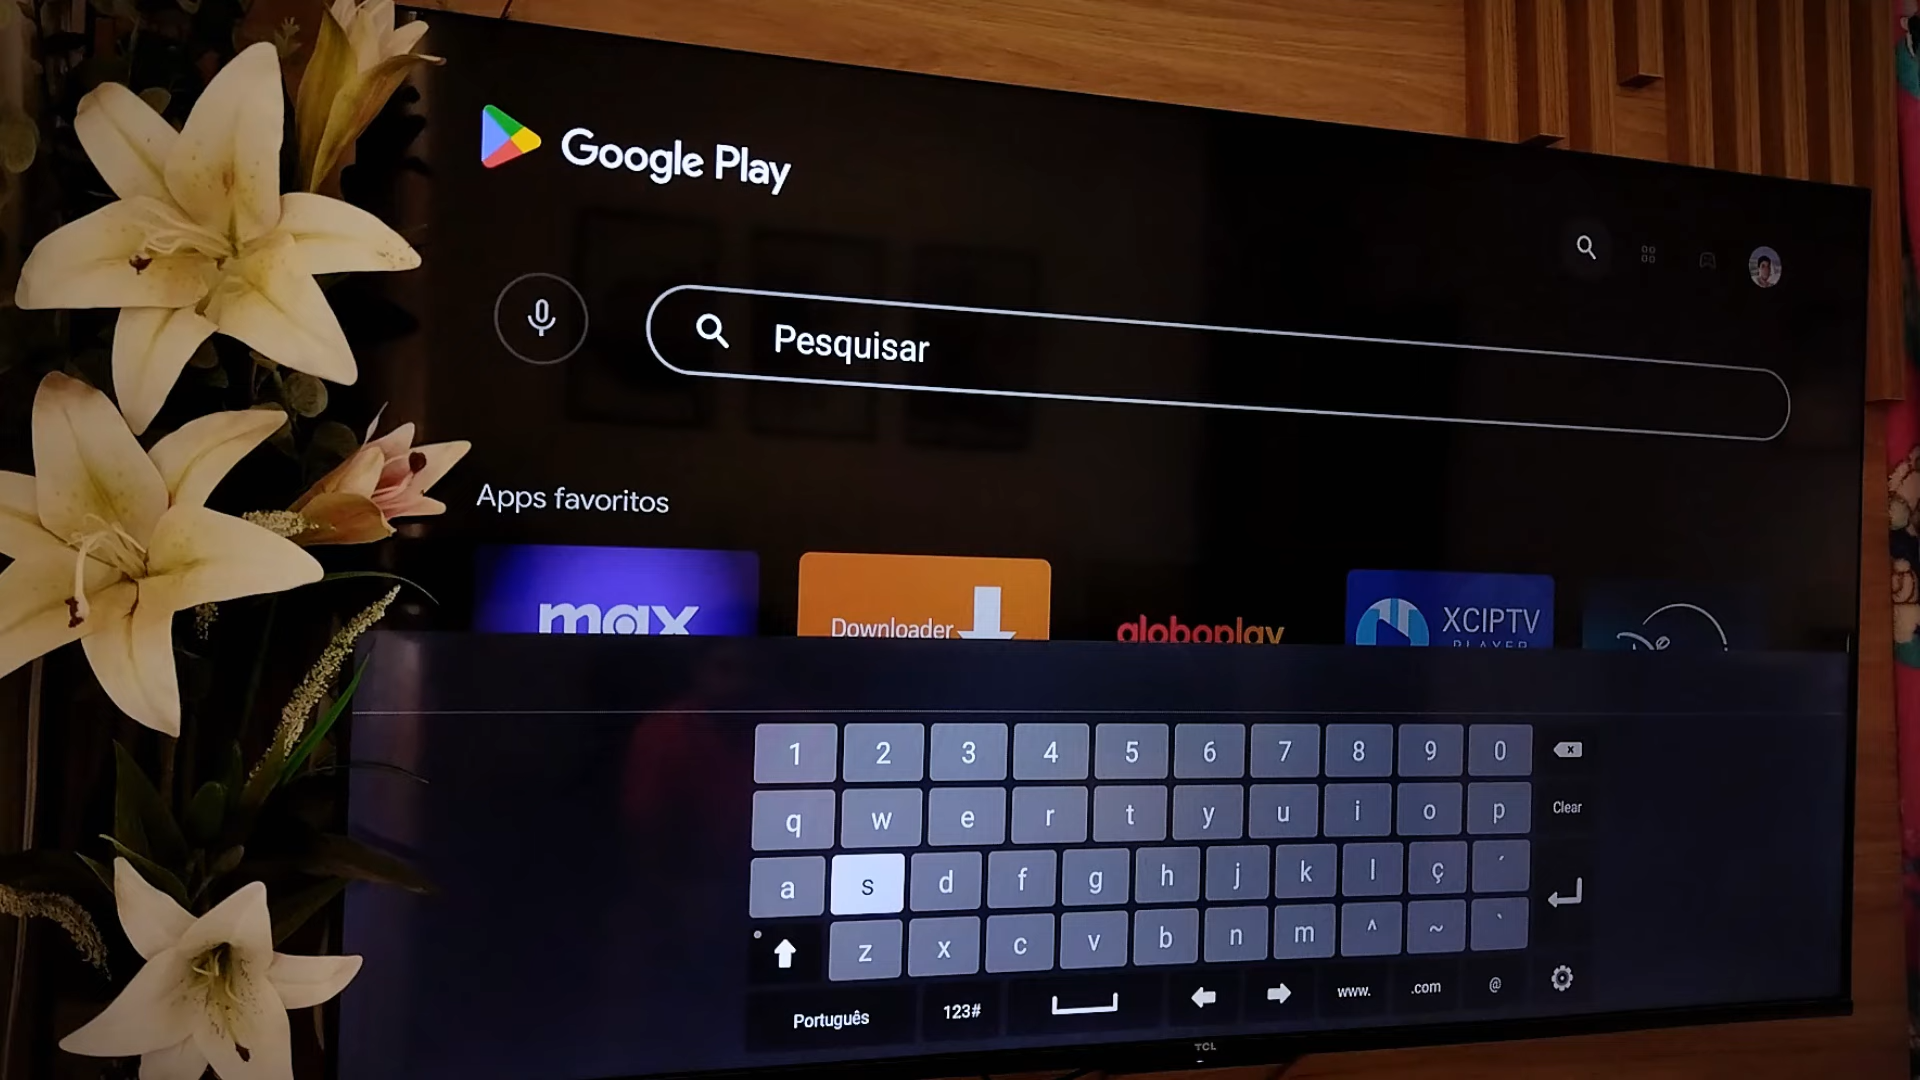 Google Play
Pesquisar
Apps favoritos
max
Downloader
globoplay
XCIPTV
PLAYER
1 2 3 4 5 6 7 8 9 0
q w e r t y u i o p Clear
a s d f g h j k l ç ´
z x c v b n m ^ ~ `
Português 123# www. .com @
TCL